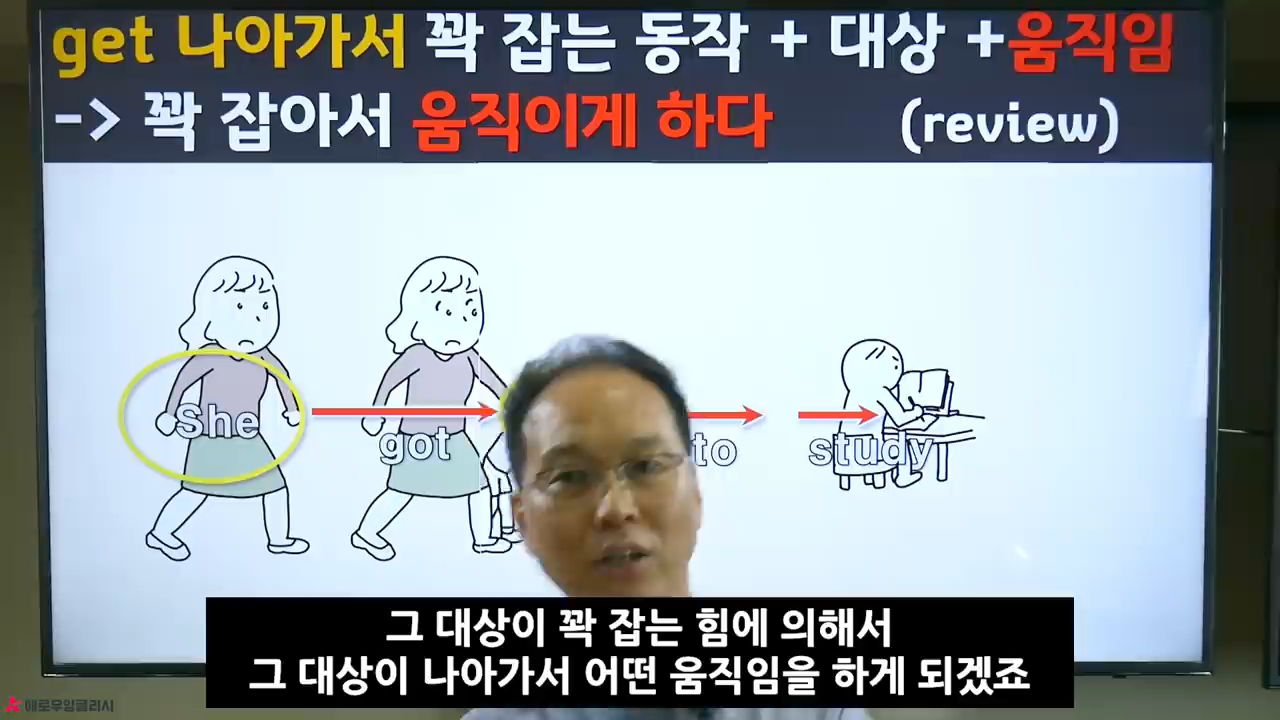 get 나아가서 꽉 잡는 동작 + 대상 +움직임
-> 꽉 잡아서 움직이게 하다 (review)
She
got
to
study
그 대상이 꽉 잡는 힘에 의해서
그 대상이 나아가서 어떤 움직임을 하게 되겠죠
애로우잉글리시